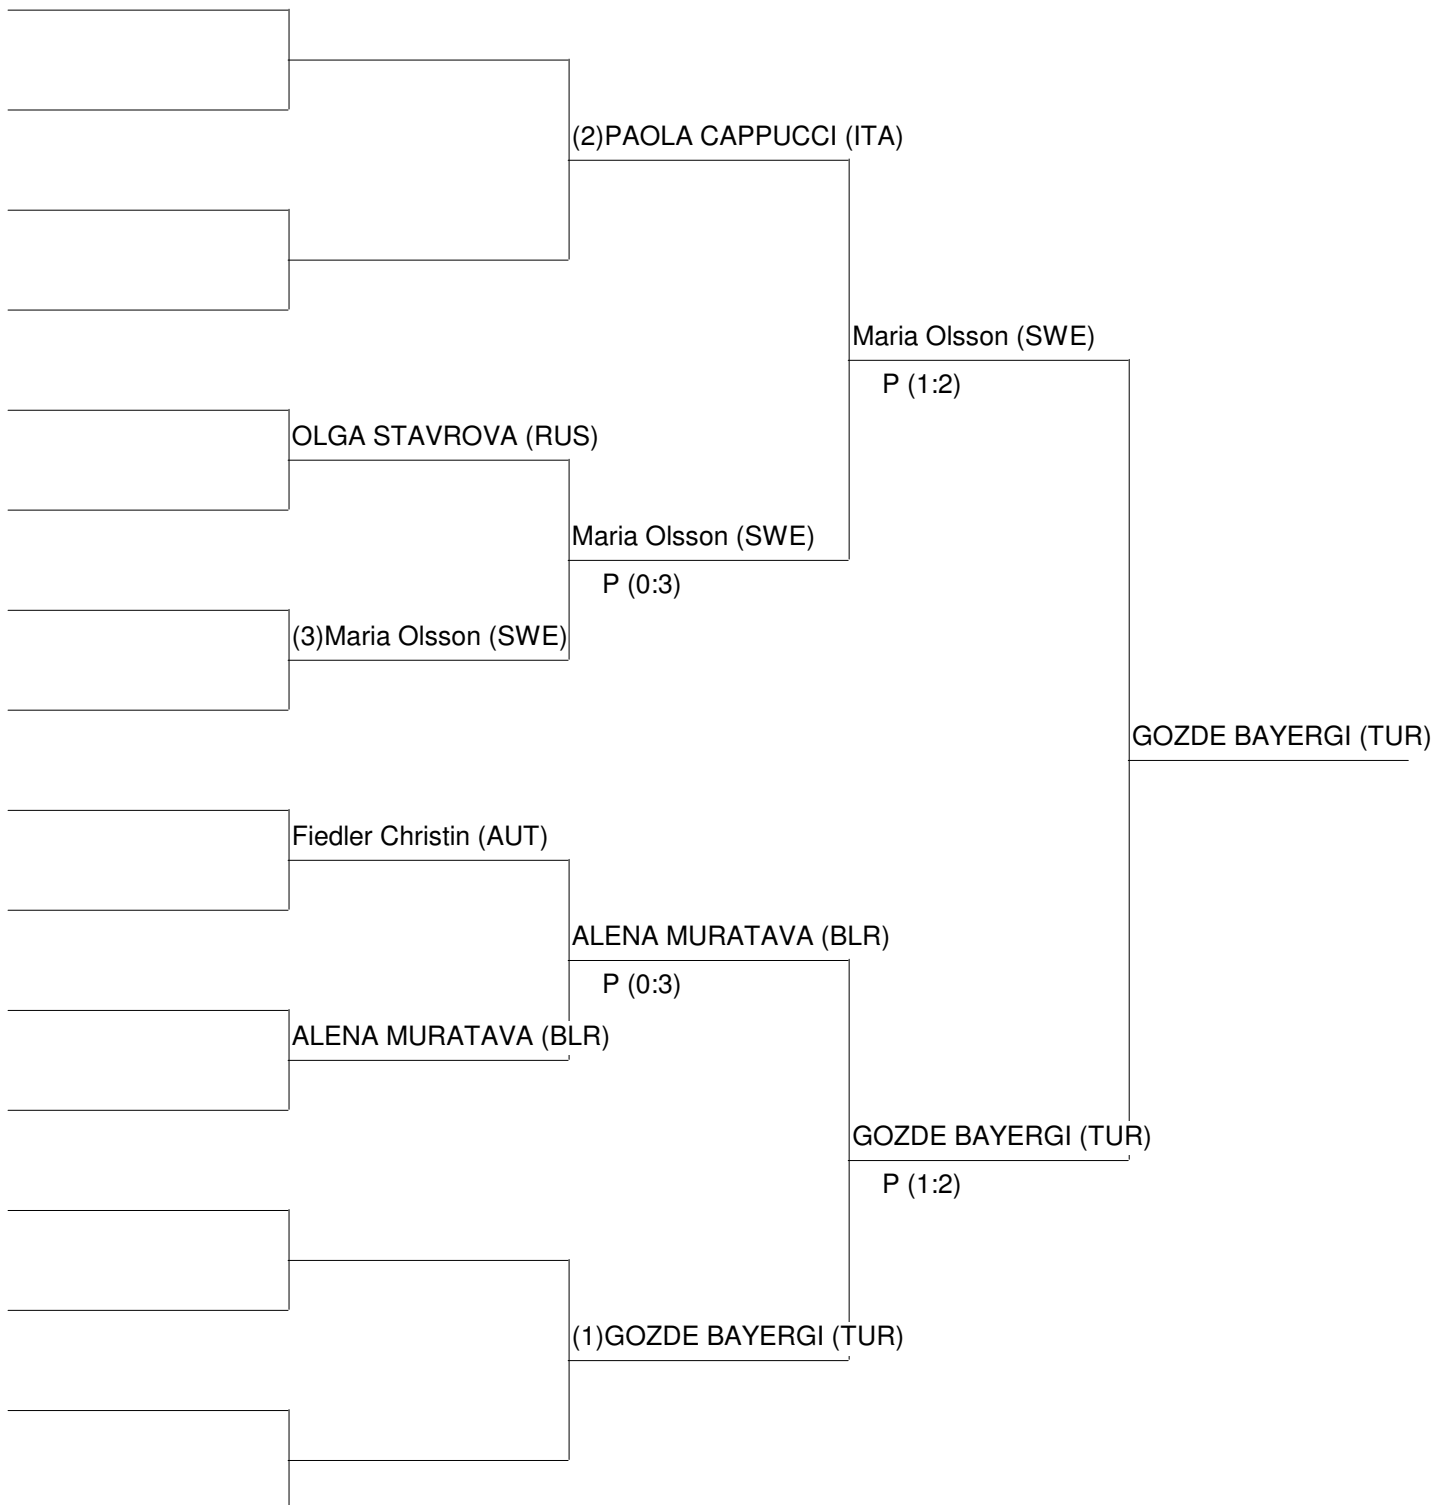 (2)PAOLA CAPPUCCI (ITA)
Maria Olsson (SWE)
P (1:2)
OLGA STAVROVA (RUS)
Maria Olsson (SWE)
P (0:3)
(3)Maria Olsson (SWE)
GOZDE BAYERGI (TUR)
Fiedler Christin (AUT)
ALENA MURATAVA (BLR)
P (0:3)
ALENA MURATAVA (BLR)
GOZDE BAYERGI (TUR)
P (1:2)
(1)GOZDE BAYERGI (TUR)